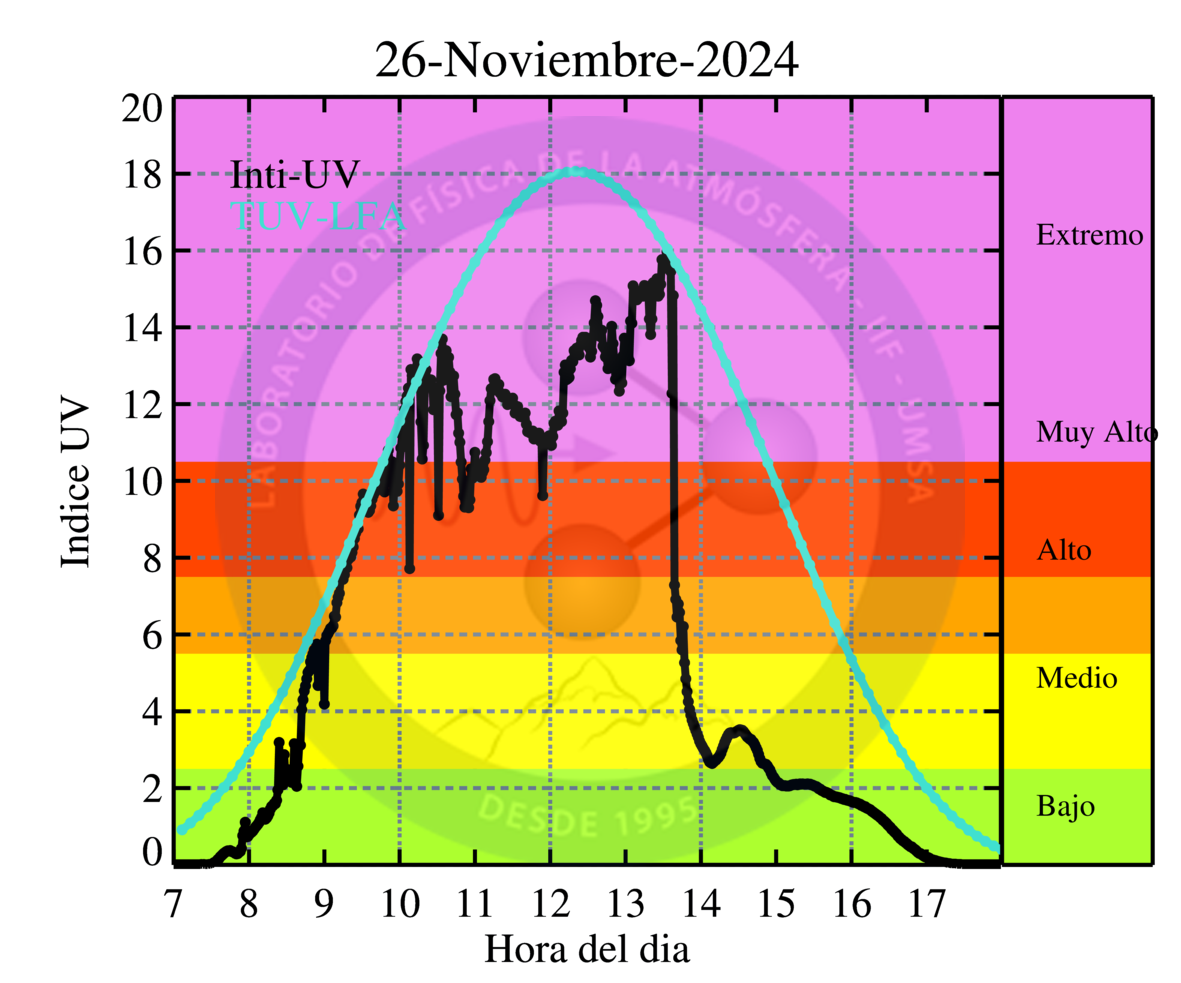 26-Noviembre-2024
20
18
16
14
12
10
8
6
4
2
0
Indice UV
Inti-UV
TUV-LFA
LABORATORIO DE FÍSICA DE LA ATMÓSFERA - IIF - UMSA
DESDE 1995
Extremo
Muy Alto
Alto
Medio
Bajo
7 8 9 10 11 12 13 14 15 16 17
Hora del dia